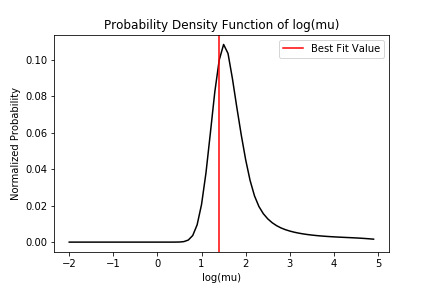 Probability Density Function of log(mu)
Best Fit Value
Normalized Probability
0.10
0.08
0.06
0.04
0.02
0.00
−2 −1 0 1 2 3 4 5
log(mu)